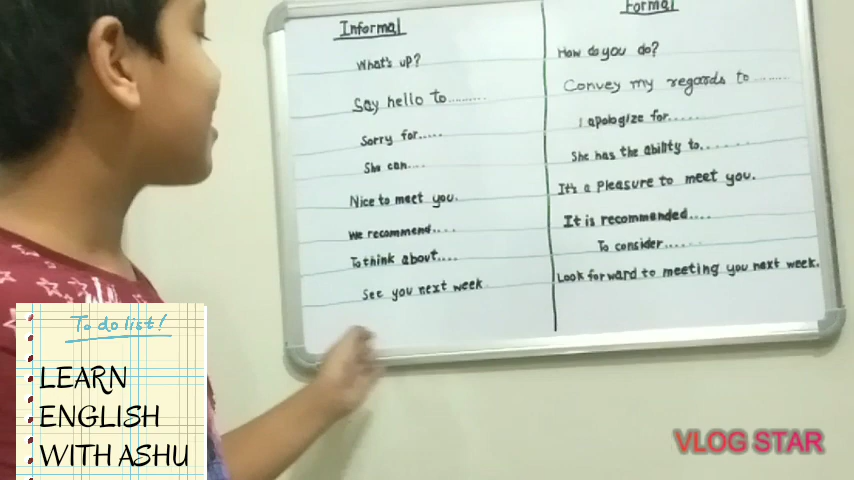 Informal
What's up?
Say hello to.........
Sorry for.....
She can....
Nice to meet you.
We recommend....
To think about....
See you next week
Formal
How do you do?
Convey my regards to ........
I apologize for......
She has the ability to.......
It's a pleasure to meet you.
It is recommended....
To consider......
Look forward to meeting you next week.
To do list!
LEARN
ENGLISH
WITH ASHU
VLOG STAR